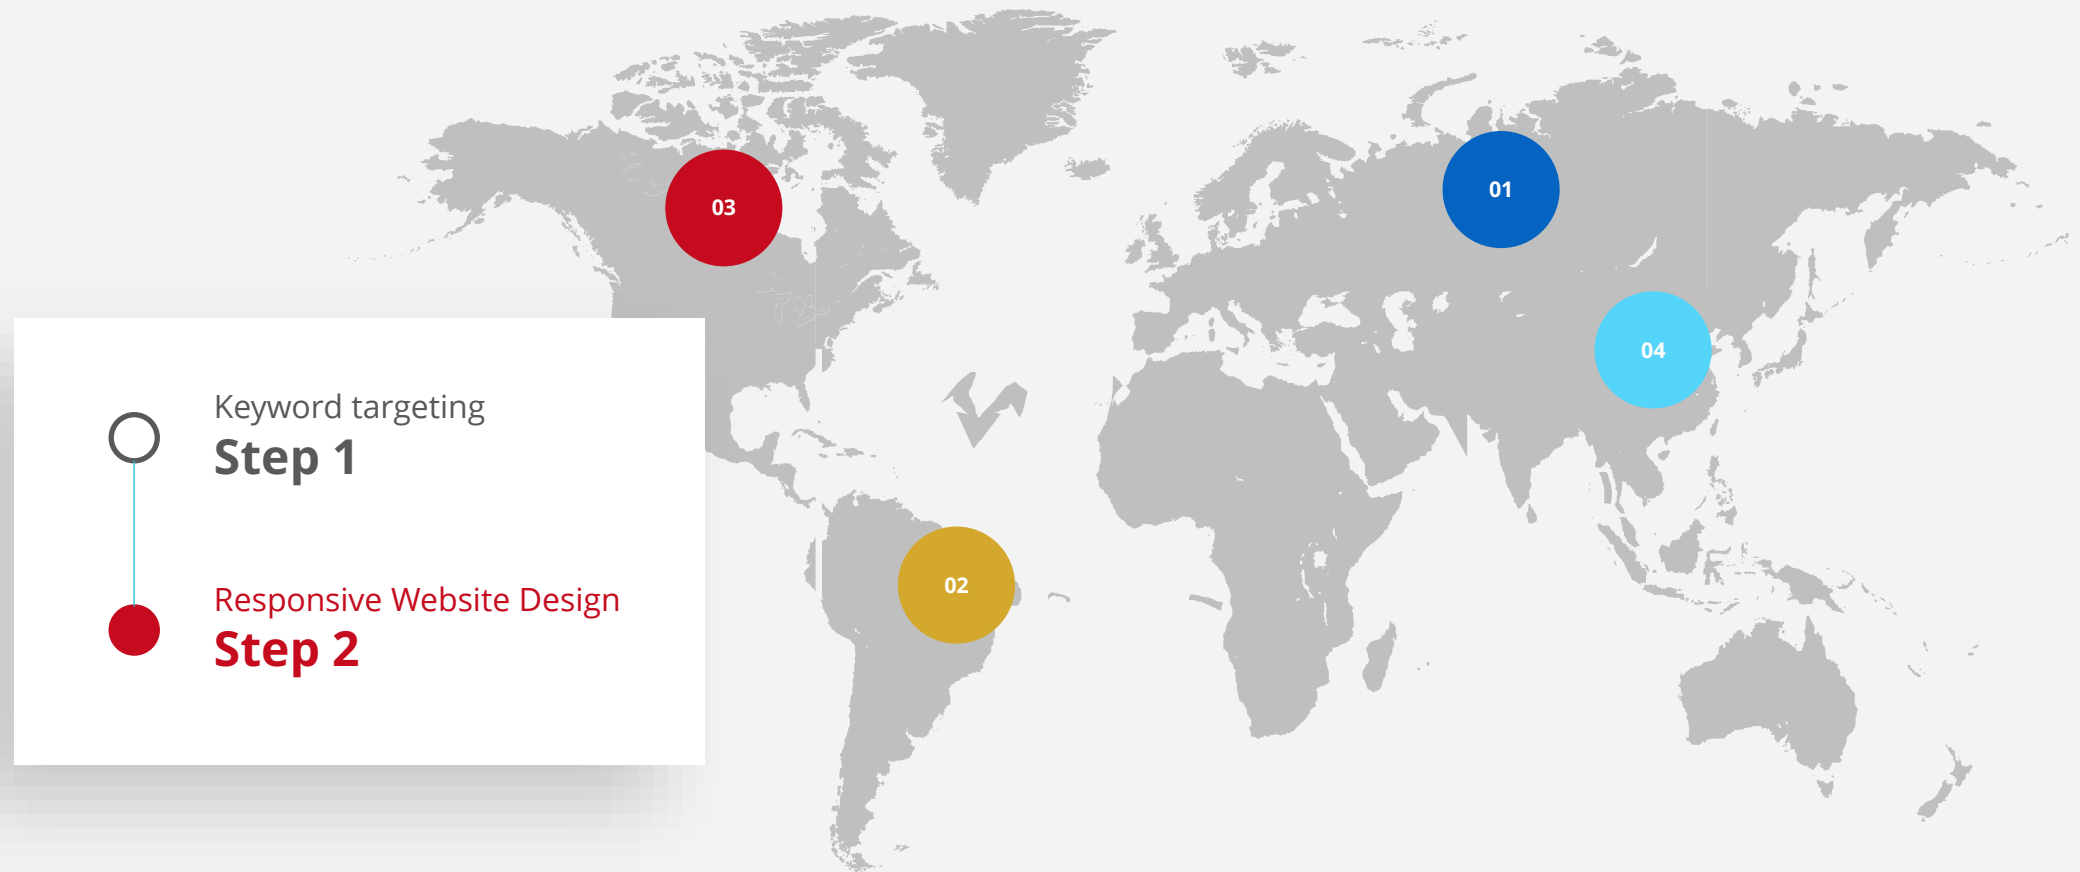 01
03
04
Keyword targeting
Step 1
02
Responsive Website Design
Step 2